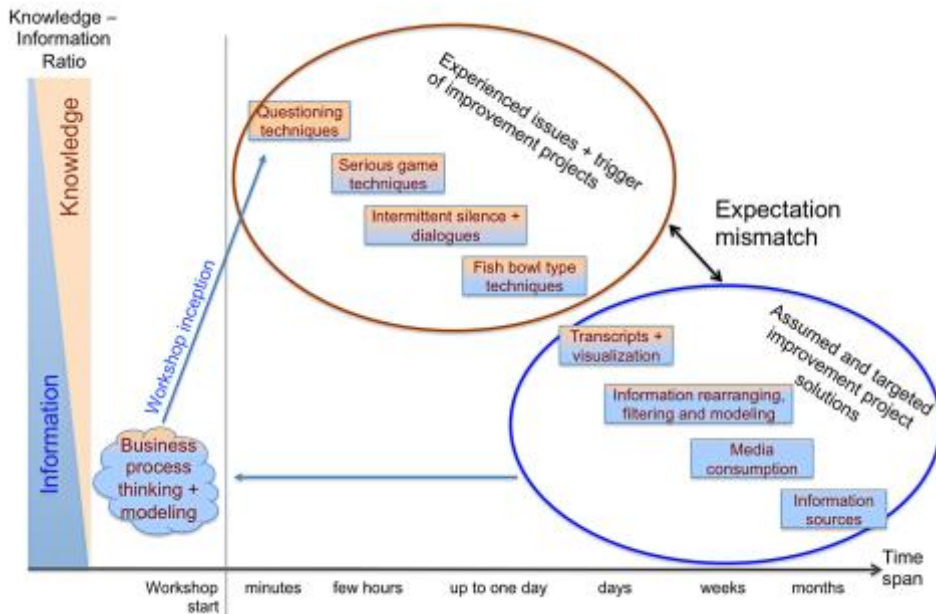 Knowledge –
Information
Ratio
Knowledge
Information
Experienced issues + trigger
of improvement projects
Questioning
techniques
Serious game
techniques
Intermittent silence +
dialogues
Fish bowl type
techniques
Expectation
mismatch
Workshop inception
Assumed and targeted
improvement project
solutions
Transcripts +
visualization
Information rearranging,
filtering and modeling
Media
consumption
Information
sources
Business
process
thinking +
modeling
Time
span
Workshop
start
minutes
few hours
up to one day
days
weeks
months